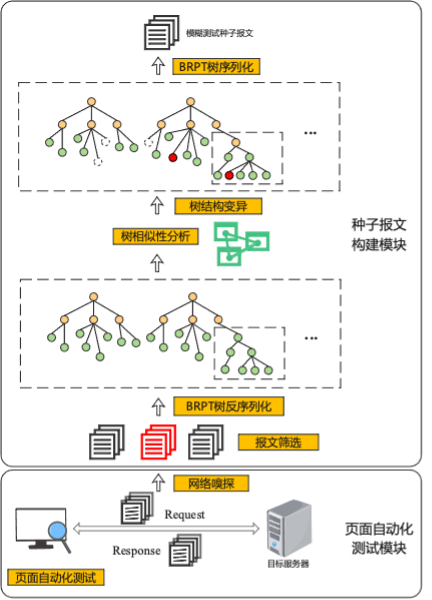 模糊测试种子报文
BRPT树序列化
...
树结构变异
树相似性分析
种子报文
构建模块
...
BRPT树反序列化
报文筛选
网络嗅探
Request
Response
目标服务器
页面自动化测试
页面自动化
测试模块